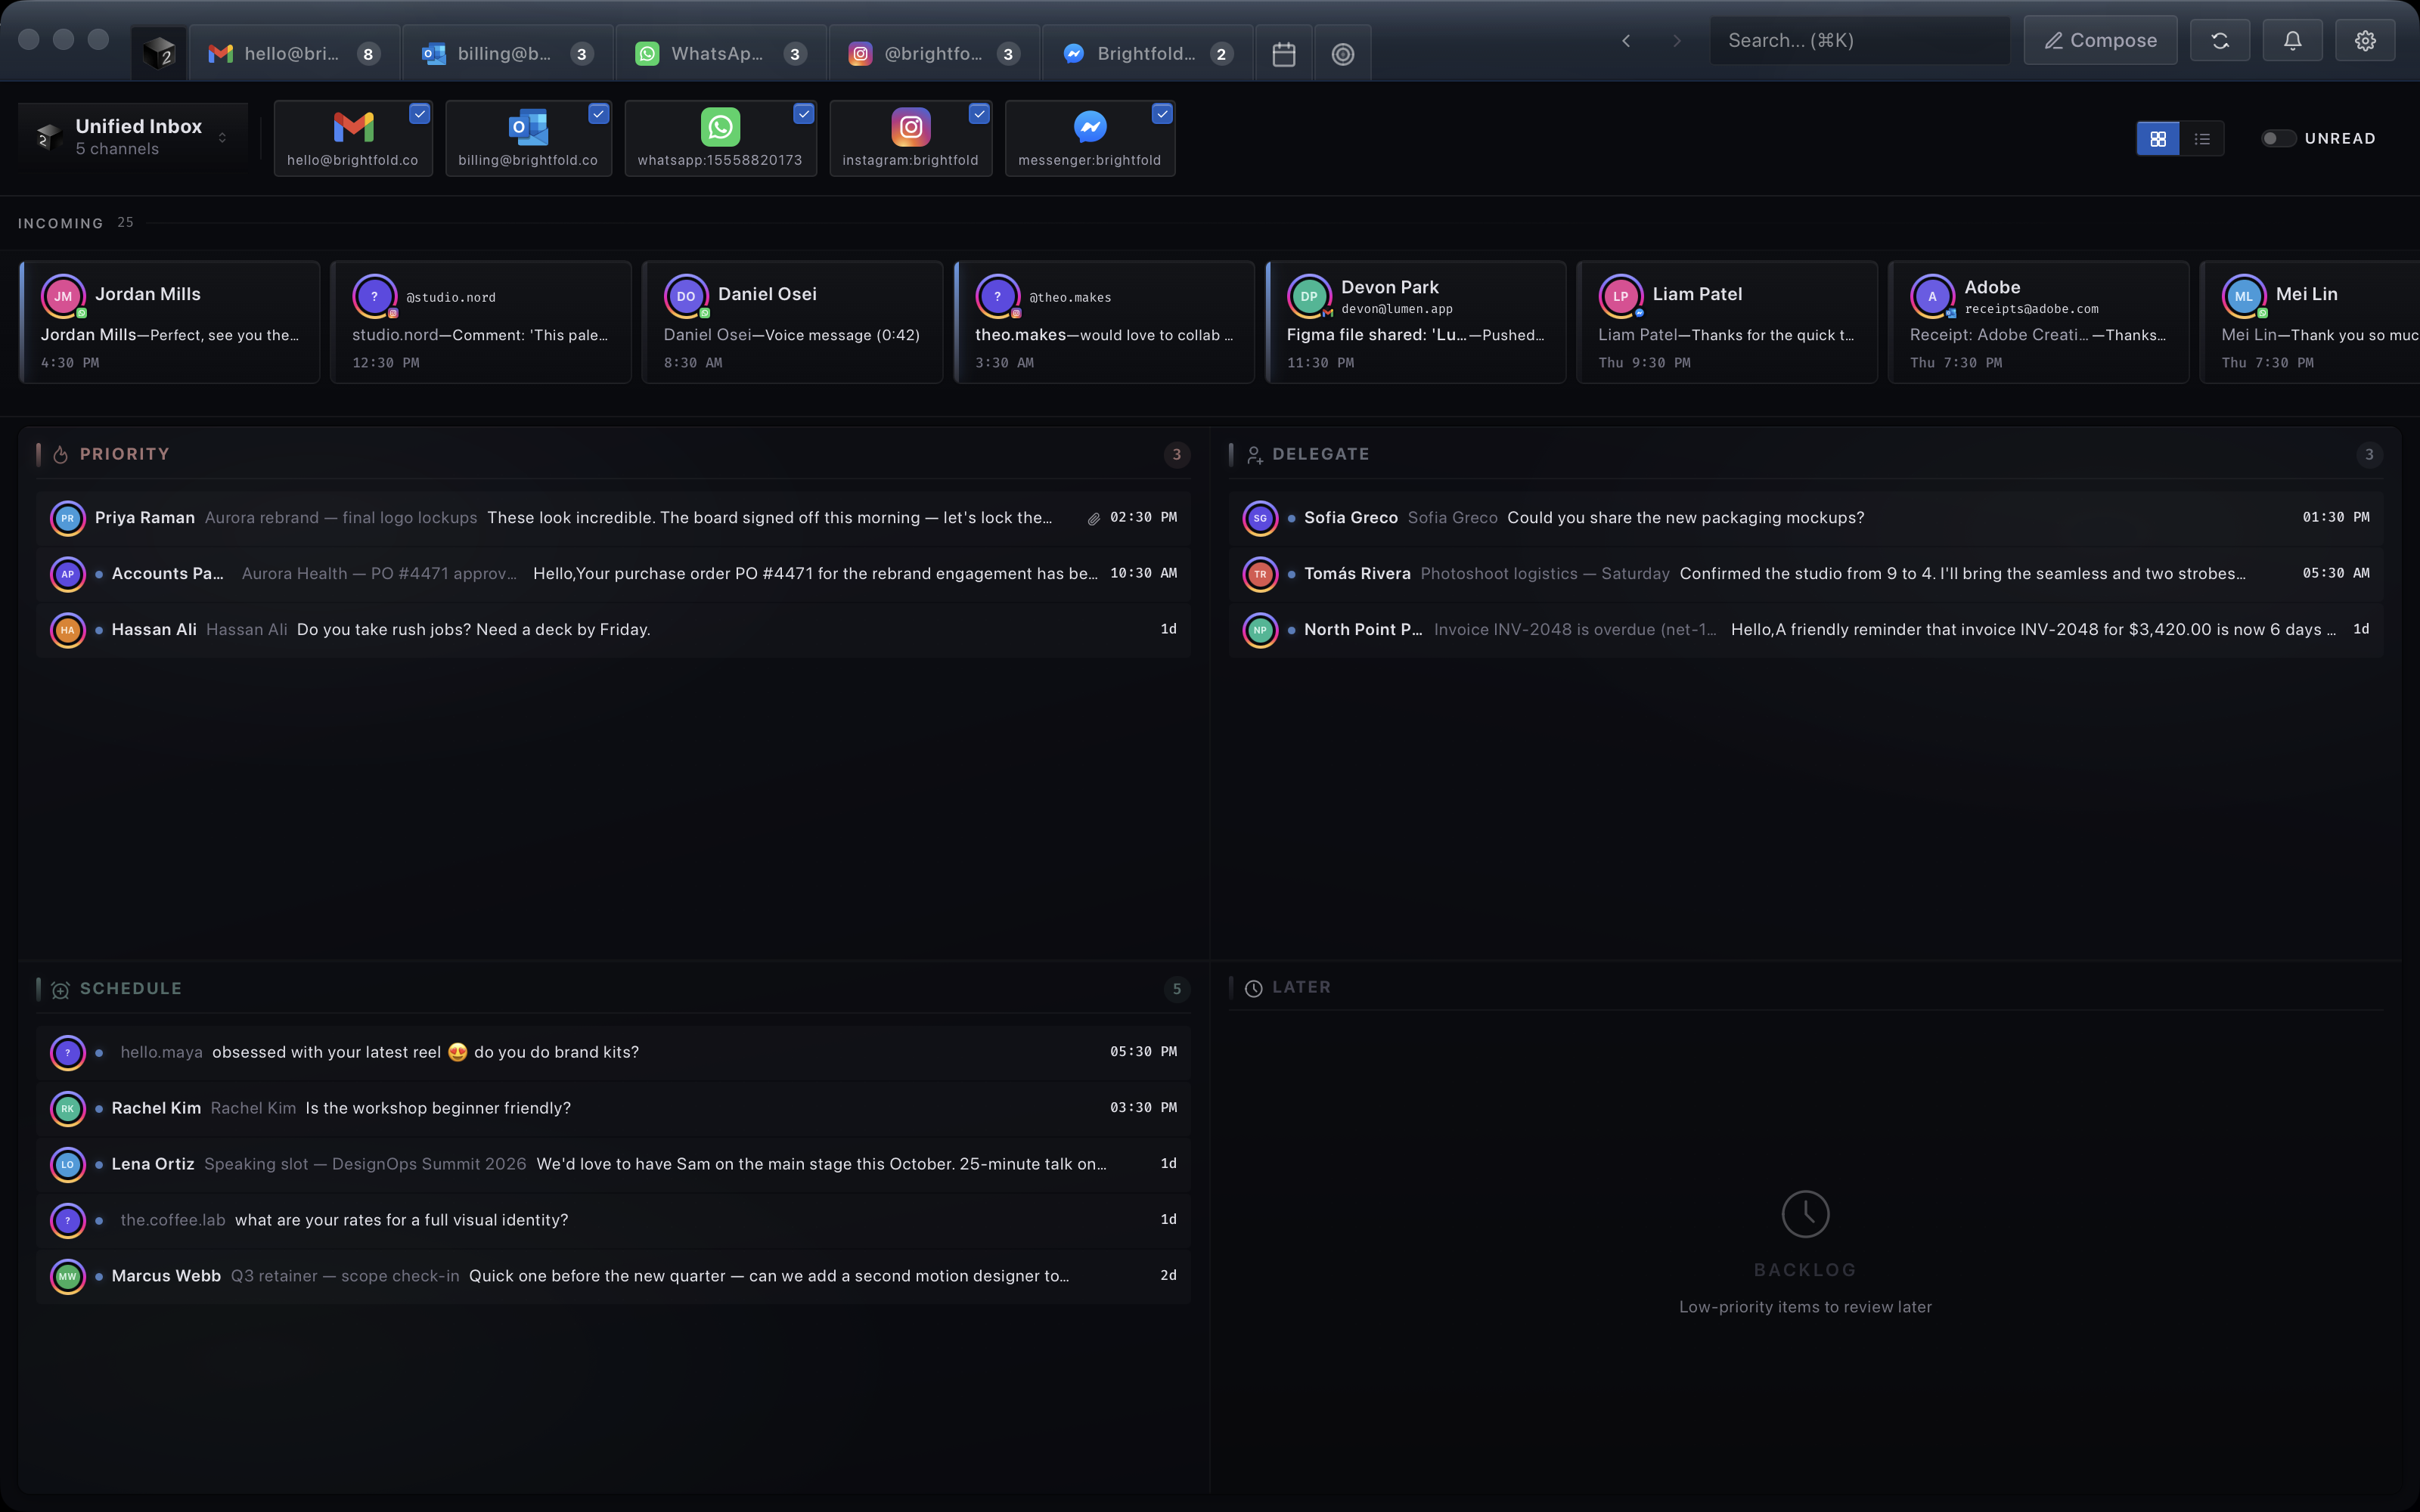 hello@bri... 8 billing@b... 3 WhatsAp... 3 @brightfo... 3 Brightfold... 2 Search... (⌘K) Compose
Unified Inbox
5 channels
hello@brightfold.co billing@brightfold.co whatsapp:15558820173 instagram:brightfold messenger:brightfold
UNREAD
INCOMING 25
JM Jordan Mills
Jordan Mills—Perfect, see you the...
4:30 PM
? @studio.nord
studio.nord—Comment: 'This pale...
12:30 PM
DO Daniel Osei
Daniel Osei—Voice message (0:42)
8:30 AM
? @theo.makes
theo.makes—would love to collab ...
3:30 AM
DP Devon Park
devon@lumen.app
Figma file shared: 'Lu... —Pushed...
11:30 PM
LP Liam Patel
Liam Patel—Thanks for the quick t...
Thu 9:30 PM
A Adobe
receipts@adobe.com
Receipt: Adobe Creati... —Thanks...
Thu 7:30 PM
ML Mei Lin
Mei Lin—Thank you so muc
Thu 7:30 PM
PRIORITY 3
PR Priya Raman Aurora rebrand — final logo lockups These look incredible. The board signed off this morning — let's lock the... 02:30 PM
AP Accounts Pa... Aurora Health — PO #4471 approv... Hello,Your purchase order PO #4471 for the rebrand engagement has be... 10:30 AM
HA Hassan Ali Hassan Ali Do you take rush jobs? Need a deck by Friday. 1d
DELEGATE 3
SG Sofia Greco Sofia Greco Could you share the new packaging mockups? 01:30 PM
TR Tomás Rivera Photoshoot logistics — Saturday Confirmed the studio from 9 to 4. I'll bring the seamless and two strobes... 05:30 AM
NP North Point P... Invoice INV-2048 is overdue (net-1... Hello,A friendly reminder that invoice INV-2048 for $3,420.00 is now 6 days ... 1d
SCHEDULE 5
? hello.maya obsessed with your latest reel 😍 do you do brand kits? 05:30 PM
RK Rachel Kim Rachel Kim Is the workshop beginner friendly? 03:30 PM
LO Lena Ortiz Speaking slot — DesignOps Summit 2026 We'd love to have Sam on the main stage this October. 25-minute talk on... 1d
? the.coffee.lab what are your rates for a full visual identity? 1d
MW Marcus Webb Q3 retainer — scope check-in Quick one before the new quarter — can we add a second motion designer to... 2d
LATER
BACKLOG
Low-priority items to review later